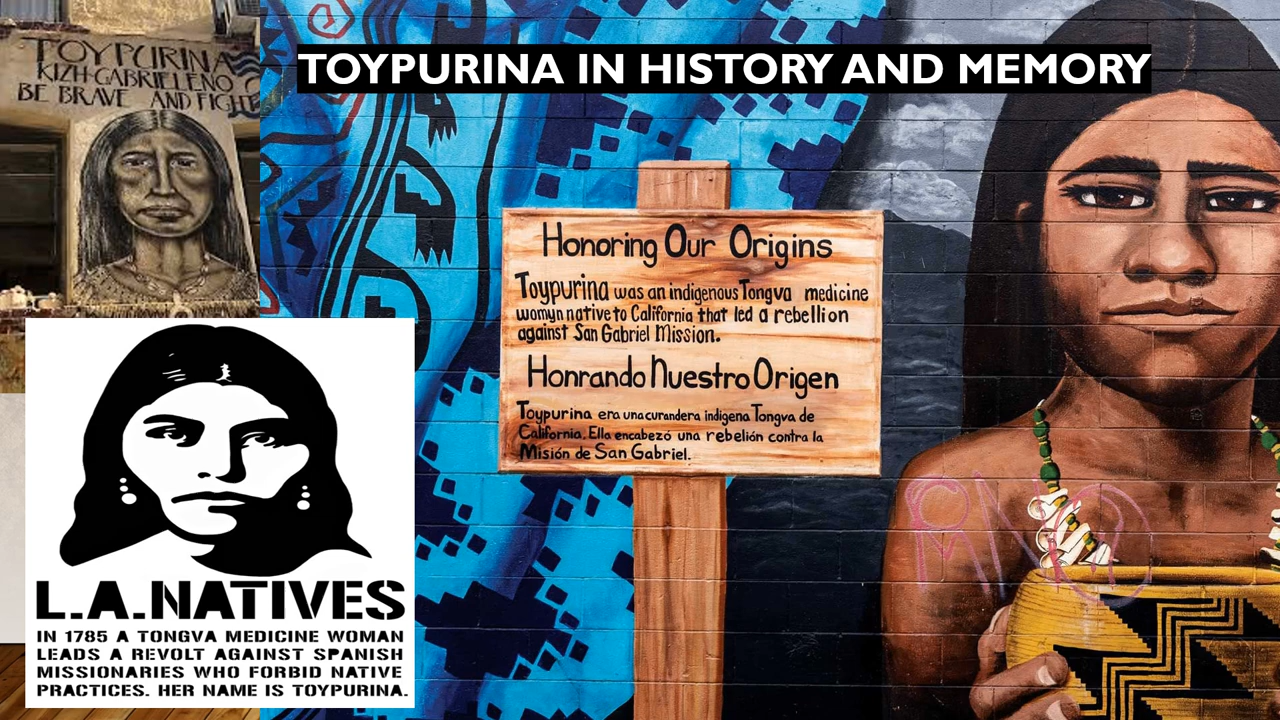 TOYPURINA IN HISTORY AND MEMORY
TOYPURINA
KIZH-GABRIELENO
BE BRAVE AND FIGHT
Honoring Our Origins
Toypurina was an indigenous Tongva medicine
womyn native to California that led a rebellion
against San Gabriel Mission.
Honrando Nuestro Origen
Toypurina era una curandera indígena Tongva de
California. Ella encabezó una rebelión contra la
Misión de San Gabriel.
L.A.NATIVES
IN 1785 A TONGVA MEDICINE WOMAN
LEADS A REVOLT AGAINST SPANISH
MISSIONARIES WHO FORBID NATIVE
PRACTICES. HER NAME IS TOYPURINA.